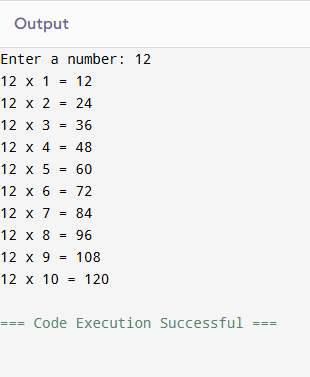 Output
Enter a number: 12
12 x 1 = 12
12 x 2 = 24
12 x 3 = 36
12 x 4 = 48
12 x 5 = 60
12 x 6 = 72
12 x 7 = 84
12 x 8 = 96
12 x 9 = 108
12 x 10 = 120
=== Code Execution Successful ===